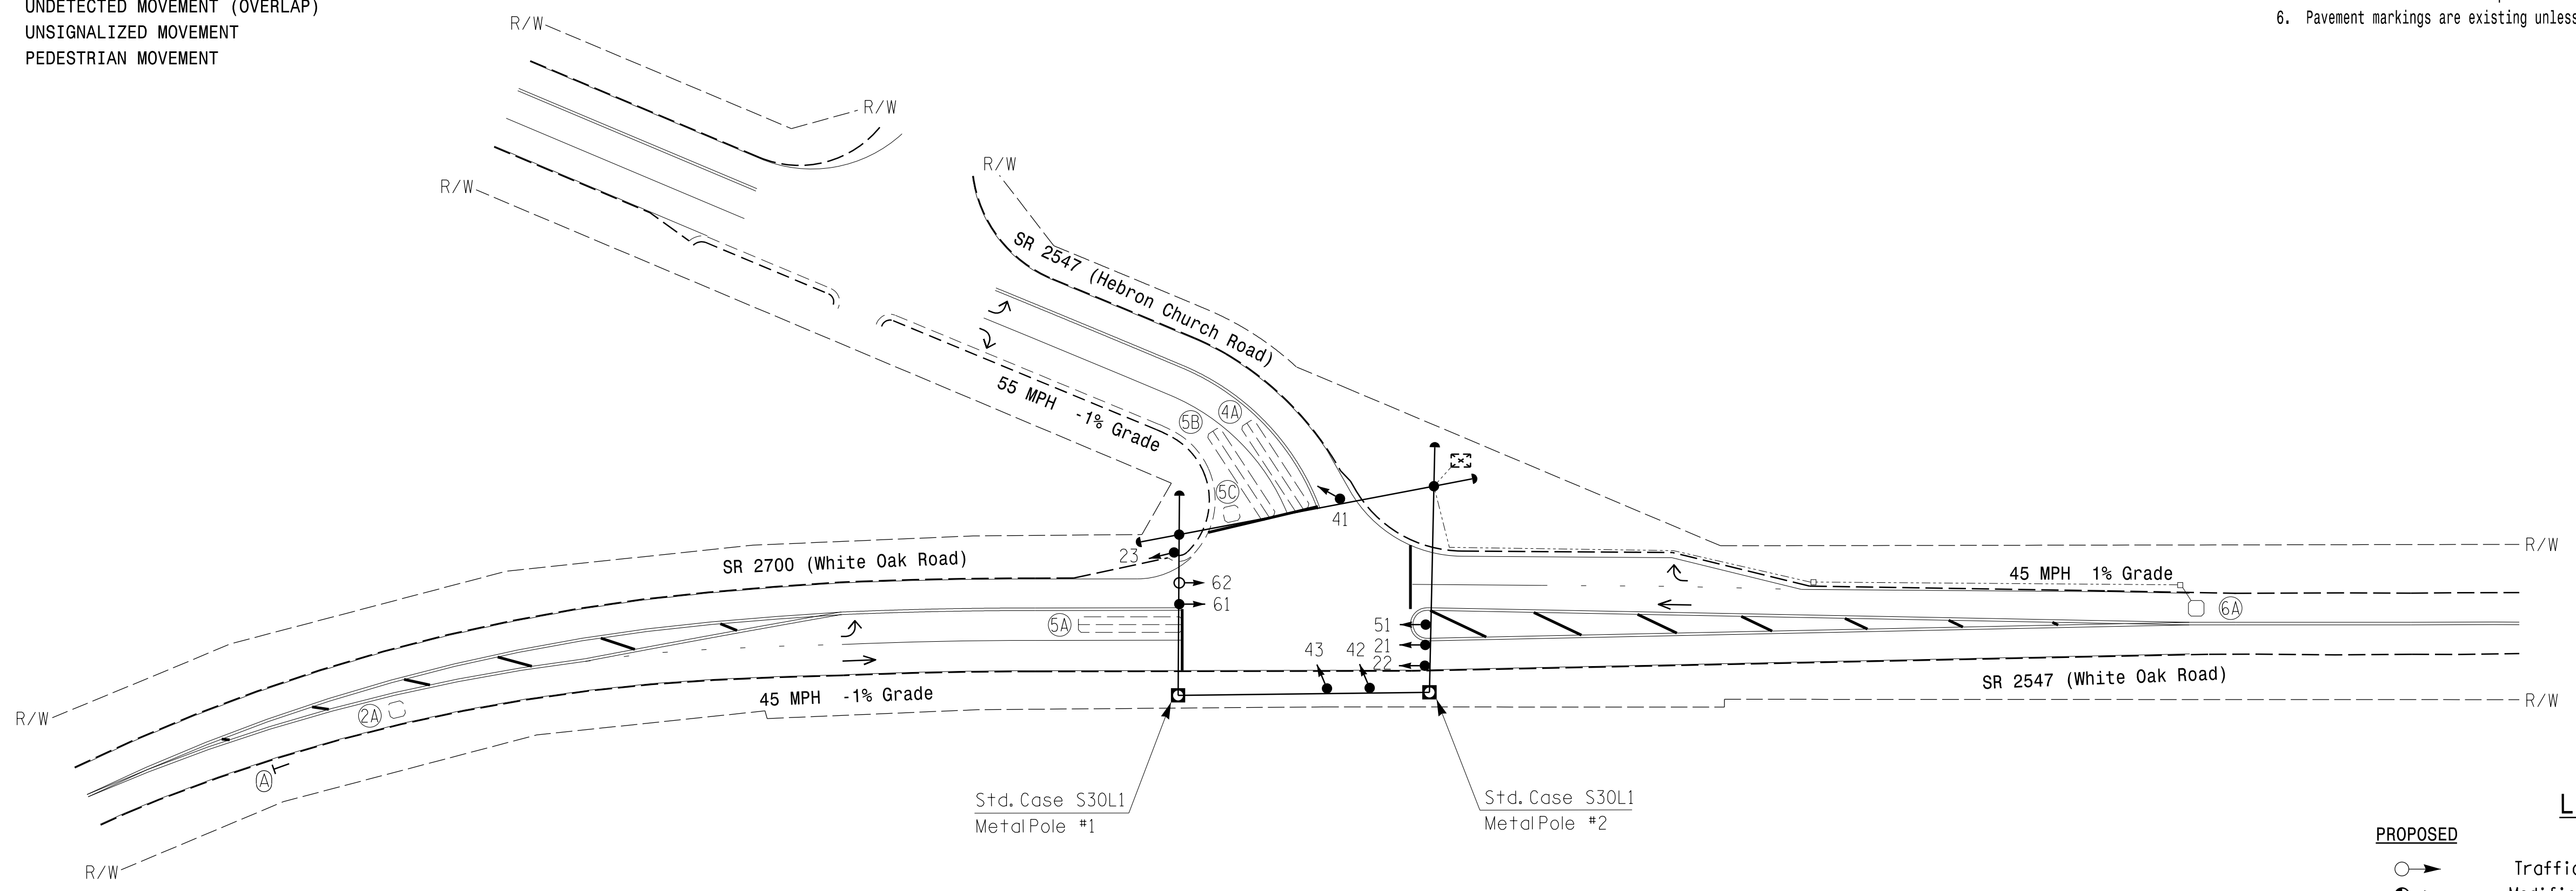 UNDETECTED MOVEMENT (OVERLAP)
UNSIGNALIZED MOVEMENT
PEDESTRIAN MOVEMENT
6. Pavement markings are existing unless
R/W
R/W
R/W
R/W
SR 2547 (Hebron Church Road)
55 MPH -1% Grade
5B
4A
5C
41
23
62
61
SR 2700 (White Oak Road)
45 MPH 1% Grade
6A
R/W
5A
51
21
22
43
42
SR 2547 (White Oak Road)
R/W
45 MPH -1% Grade
2A
R/W
A
R/W
Std. Case S30L1
Metal Pole #1
Std. Case S30L1
Metal Pole #2
L
PROPOSED
Traffic